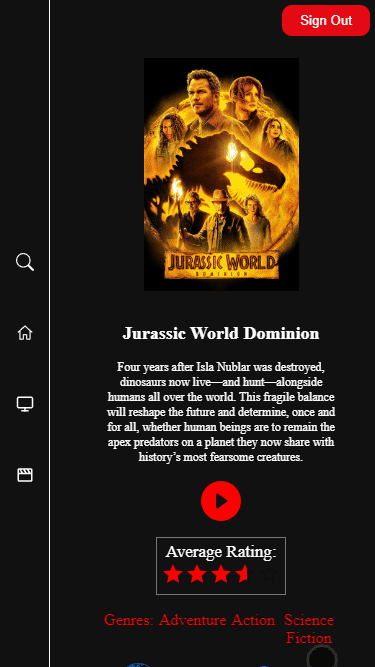 Sign Out
JURASSIC WORLD
DOMINION
Jurassic World Dominion
Four years after Isla Nublar was destroyed,
dinosaurs now live—and hunt—alongside
humans all over the world. This fragile balance
will reshape the future and determine, once and
for all, whether human beings are to remain the
apex predators on a planet they now share with
history’s most fearsome creatures.
Average Rating:
Genres: Adventure Action Science
Fiction